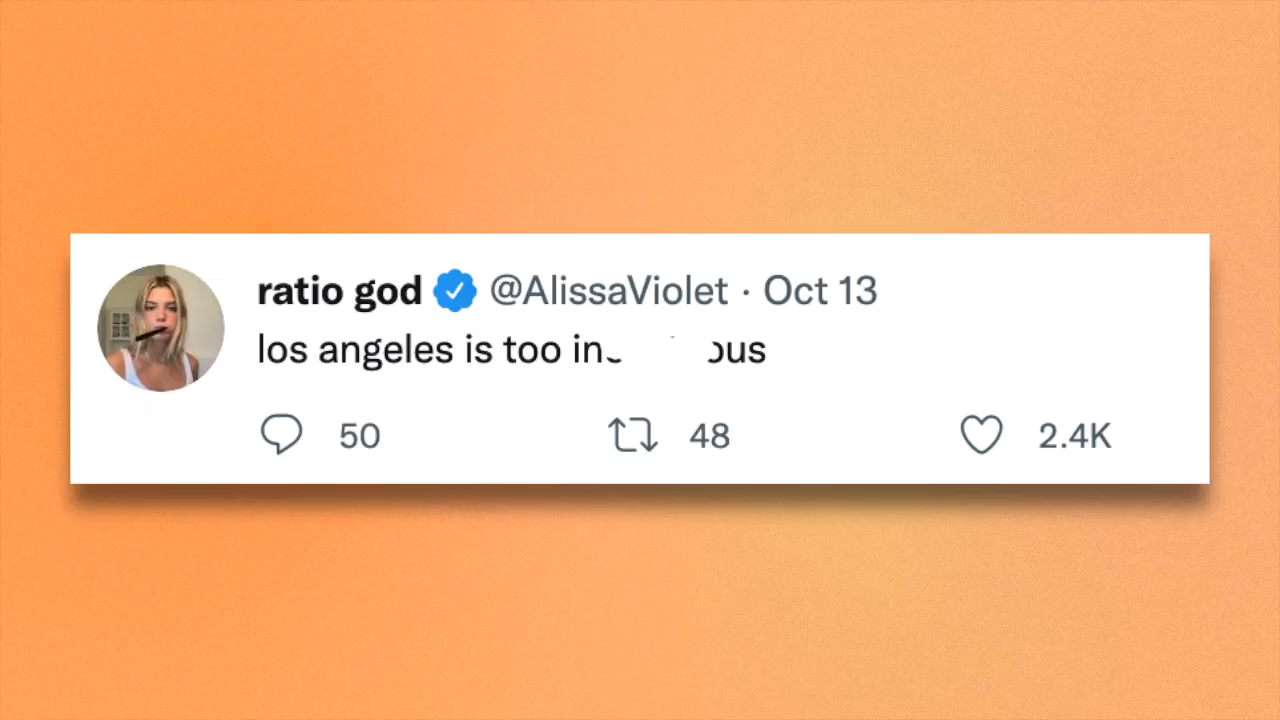 ratio god @AlissaViolet · Oct 13
los angeles is too
50 48 2.4K